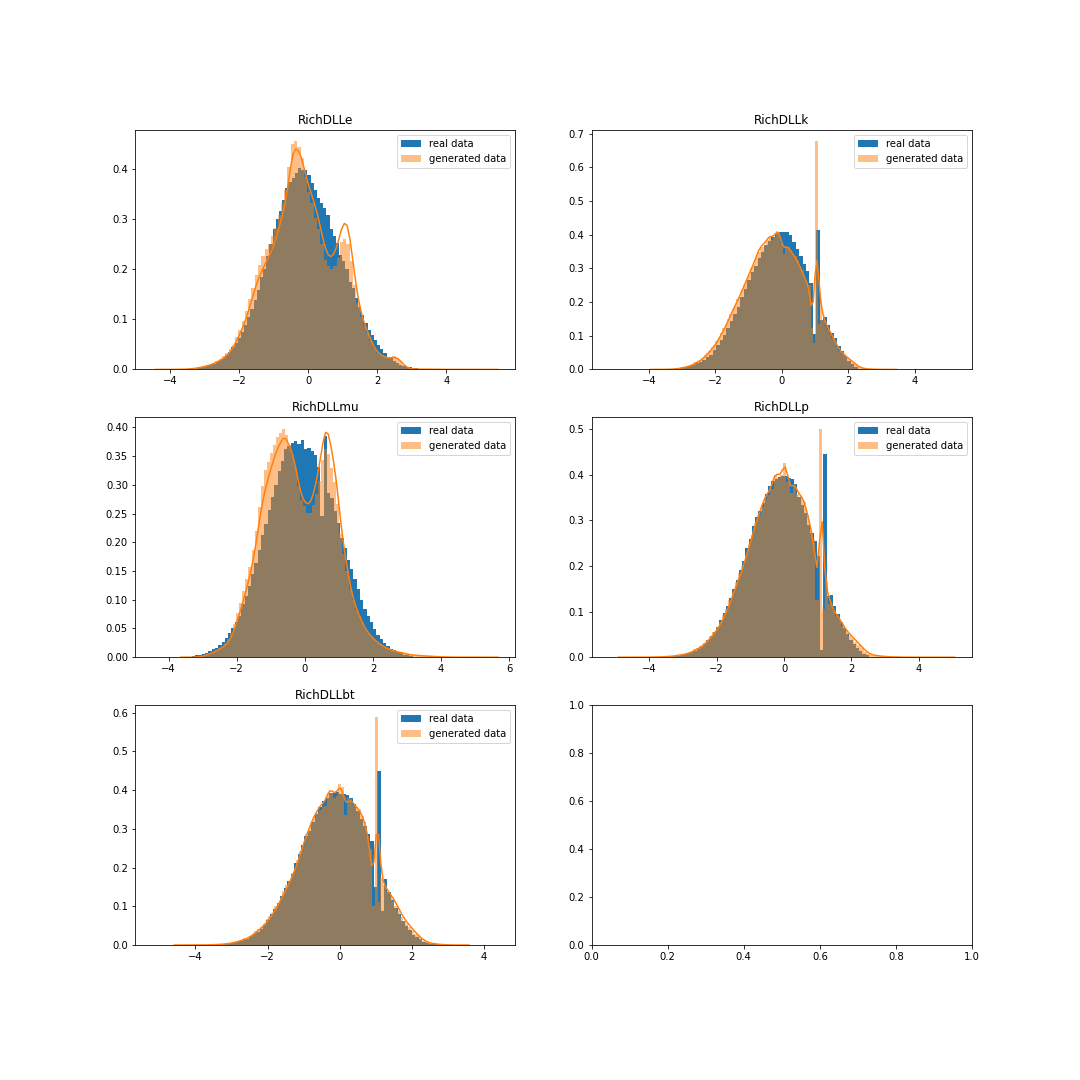 RichDLLe
real data
generated data
0.4
0.3
0.2
0.1
0.0
−4 −2 0 2 4
RichDLLk
real data
generated data
0.7
0.6
0.5
0.4
0.3
0.2
0.1
0.0
−4 −2 0 2 4
RichDLLmu
real data
generated data
0.40
0.35
0.30
0.25
0.20
0.15
0.10
0.05
0.00
−4 −2 0 2 4 6
RichDLLp
real data
generated data
0.5
0.4
0.3
0.2
0.1
0.0
−4 −2 0 2 4
RichDLLbt
real data
generated data
0.6
0.5
0.4
0.3
0.2
0.1
0.0
−4 −2 0 2 4
1.0
0.8
0.6
0.4
0.2
0.0
0.0 0.2 0.4 0.6 0.8 1.0